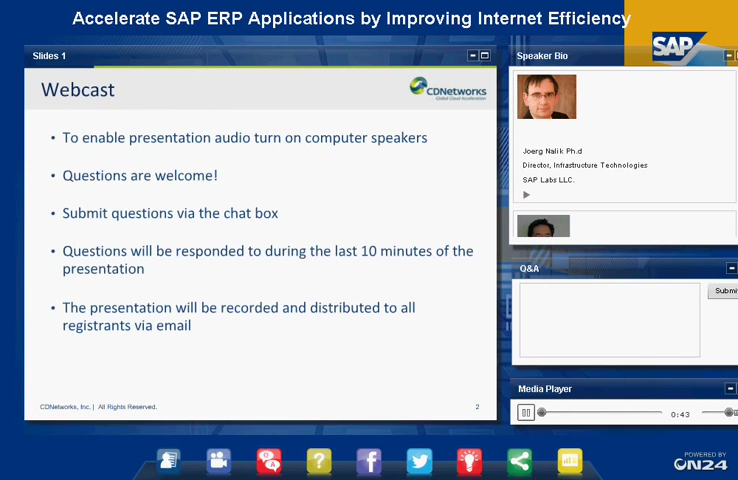 Accelerate SAP ERP Applications by Improving Internet Efficiency
SAP
Slides 1
Webcast
CDNetworks
Global Cloud Acceleration
• To enable presentation audio turn on computer speakers
• Questions are welcome!
• Submit questions via the chat box
• Questions will be responded to during the last 10 minutes of the
presentation
• The presentation will be recorded and distributed to all
registrants via email
CDNetworks, Inc. | All Rights Reserved.
2
Speaker Bio
Joerg Nalik Ph.d
Director, Infrastructure Technologies
SAP Labs LLC.
Q&A
Submi
Media Player
0:43
Q
A
?
f
POWERED BY
ON24